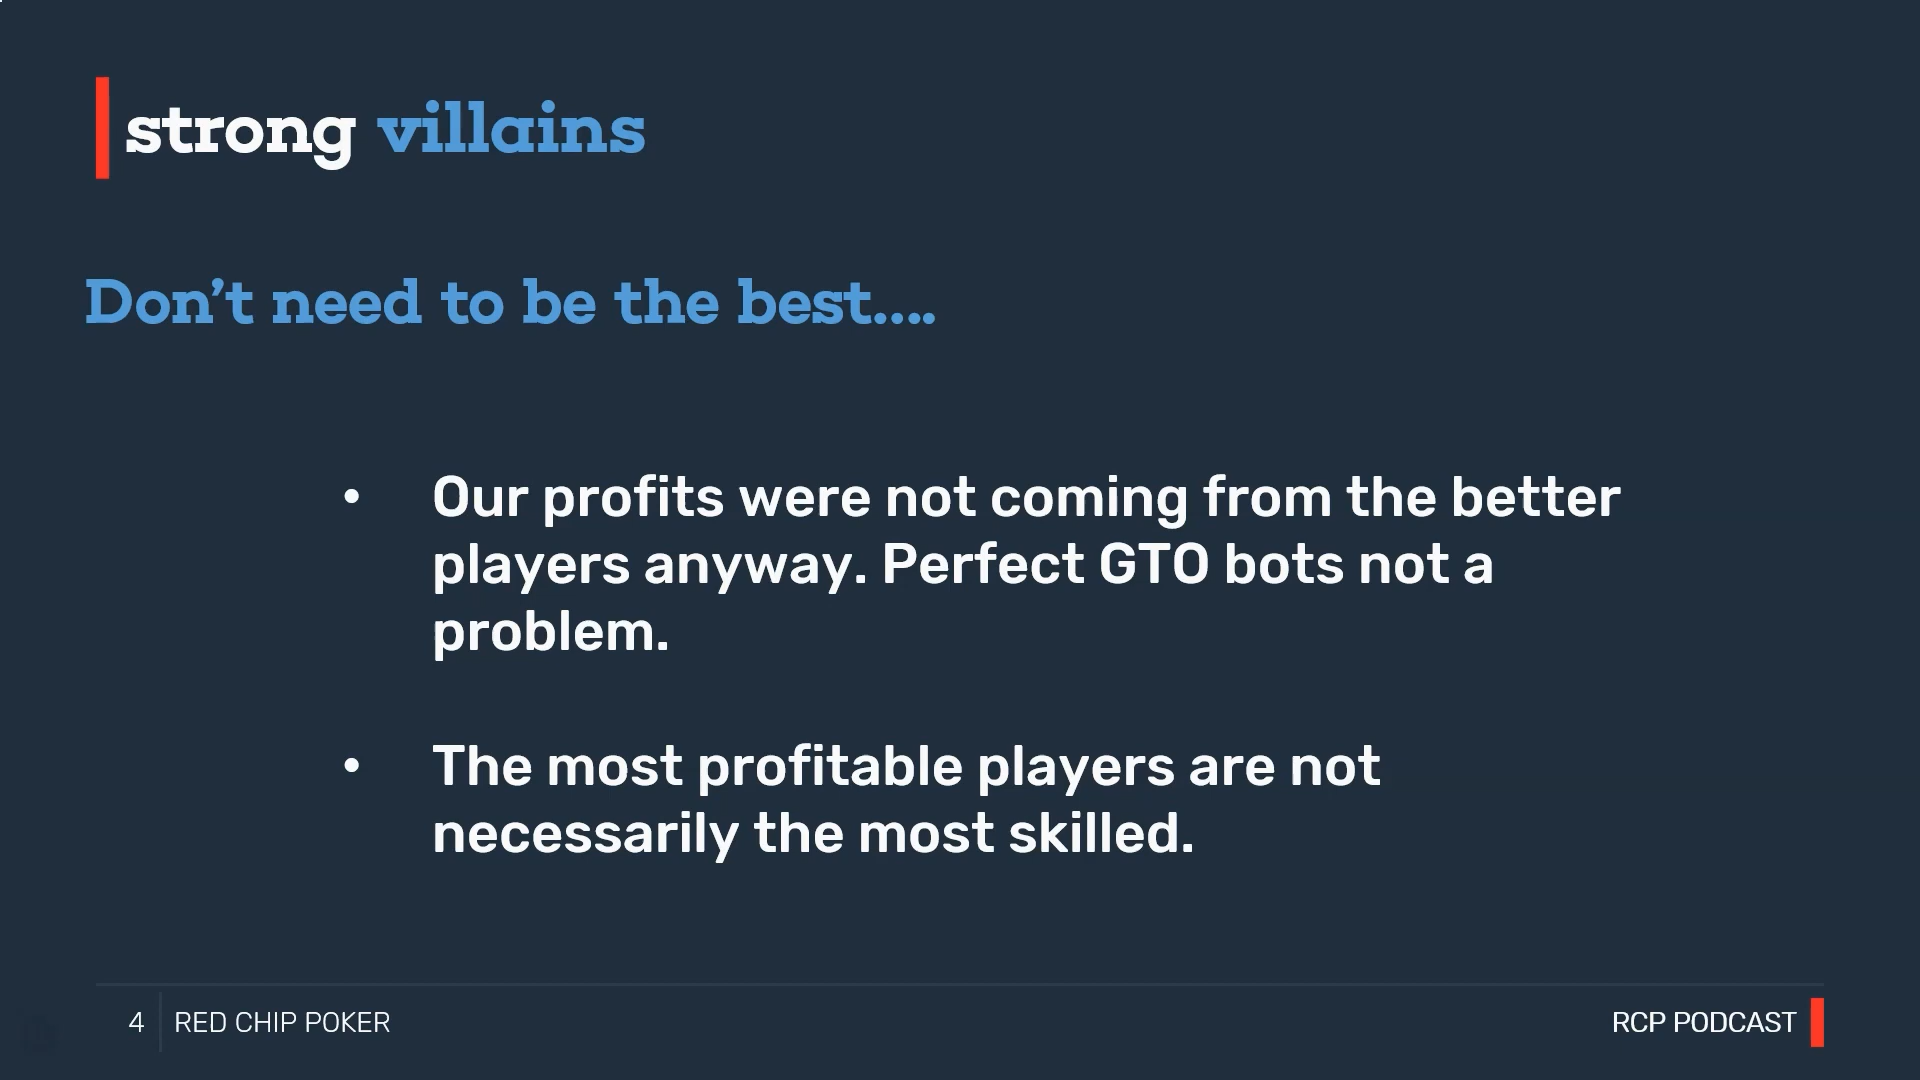 strong villains
Don't need to be the best....
• Our profits were not coming from the better
players anyway. Perfect GTO bots not a
problem.
• The most profitable players are not
necessarily the most skilled.
4 RED CHIP POKER
RCP PODCAST